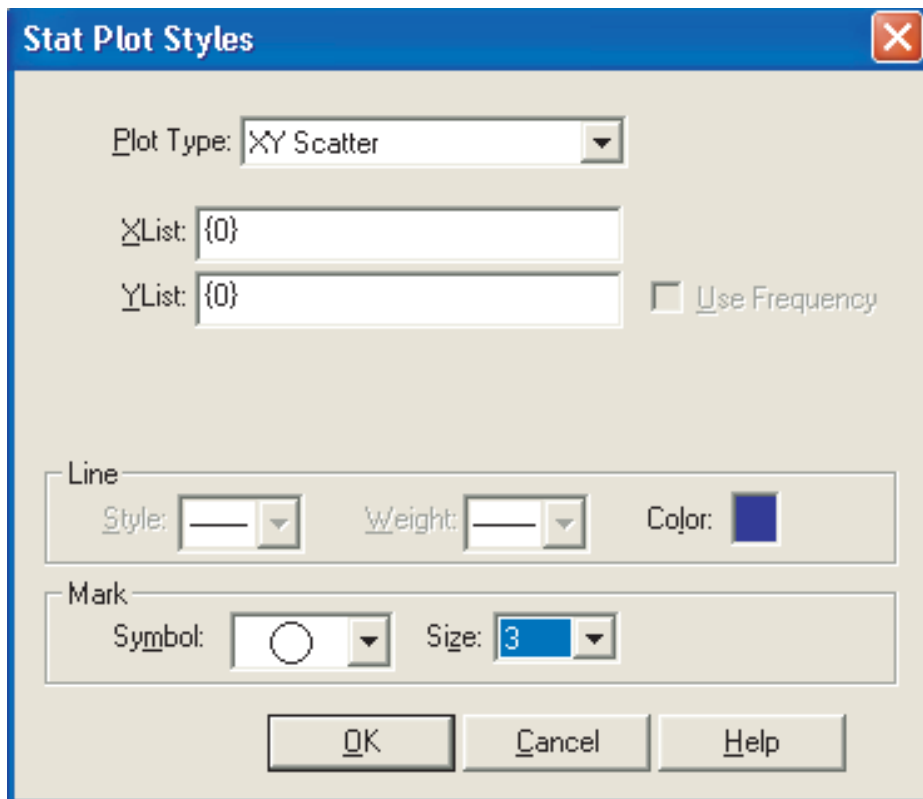 Stat Plot Styles
Plot Type: XY Scatter
XList: {0}
YList: {0} Use Frequency
Line
Style: Weight: Color:
Mark
Symbol: Size: 3
OK Cancel Help